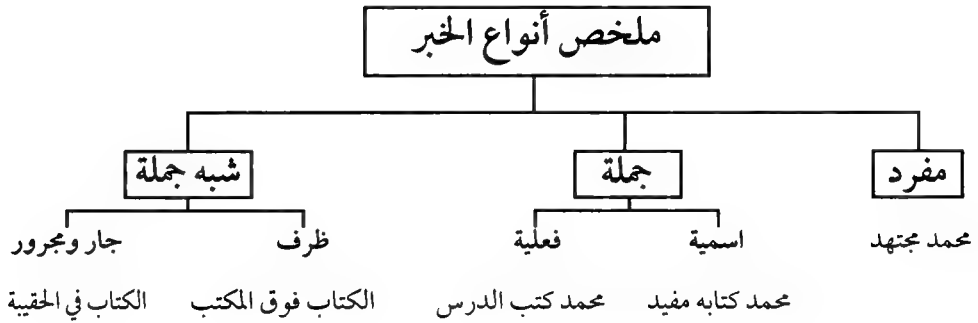 ملخص أنواع الخبر
مفرد
جملة
شبه جملة
اسمية
فعلية
ظرف
جار ومجرور
محمد مجتهد
محمد كتابه مفيد
محمد كتب الدرس
الكتاب فوق المكتب
الكتاب في الحقيبة